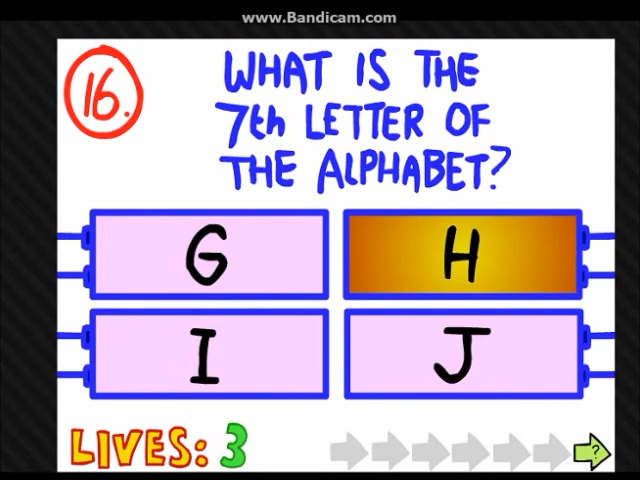 www.Bandicam.com
16.
WHAT IS THE
7th LETTER OF
THE ALPHABET?
G
H
I
J
LIVES: 3
?